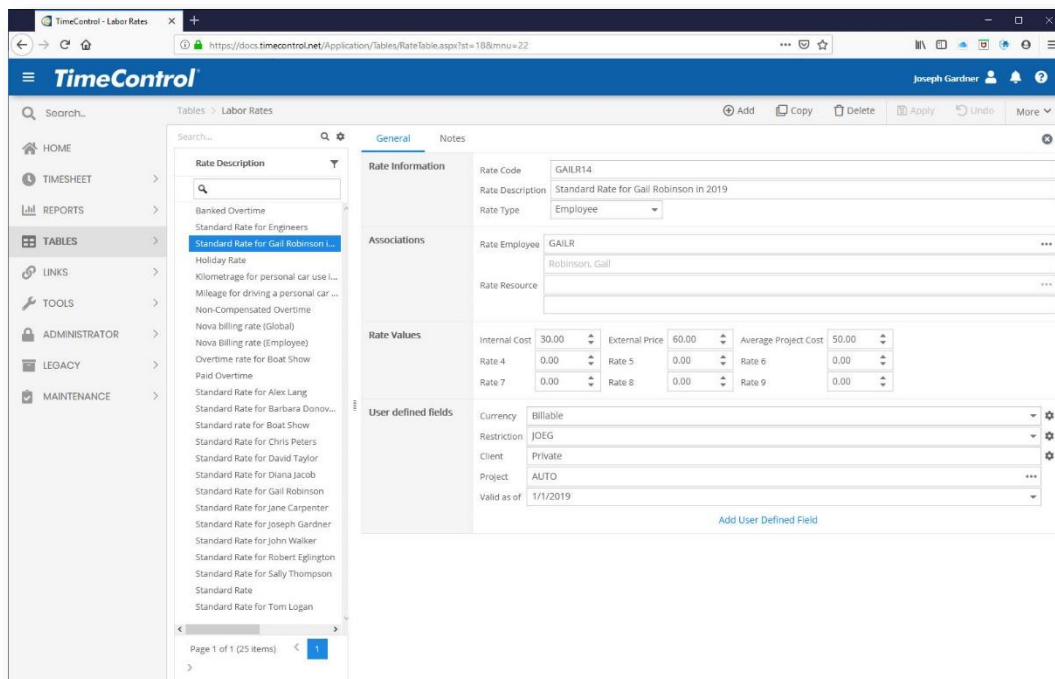 TimeControl - Labor Rates
https://docs.timecontrol.net/Application/Tables/RateTable.aspx?st=18&mnu=22
TimeControl
Joseph Gardner
Search...
Tables > Labor Rates
Add Copy Delete Apply Undo More
HOME
TIMESHEET
REPORTS
TABLES
LINKS
TOOLS
ADMINISTRATOR
LEGACY
MAINTENANCE
Search...
Rate Description
Banked Overtime
Standard Rate for Engineers
Standard Rate for Gail Robinson i...
Holiday Rate
Kilometrage for personal car use i...
Mileage for driving a personal car ...
Non-Compensated Overtime
Nova billing rate (Global)
Nova Billing rate (Employee)
Overtime rate for Boat Show
Paid Overtime
Standard Rate for Alex Lang
Standard Rate for Barbara Donov...
Standard rate for Boat Show
Standard Rate for Chris Peters
Standard Rate for David Taylor
Standard Rate for Diana Jacob
Standard Rate for Gail Robinson
Standard Rate for Jane Carpenter
Standard Rate for Joseph Gardner
Standard Rate for John Walker
Standard Rate for Robert Eglington
Standard Rate for Sally Thompson
Standard Rate
Standard Rate for Tom Logan
Page 1 of 1 (25 items) 1
General Notes
Rate Information
Rate Code GAILR14
Rate Description Standard Rate for Gail Robinson in 2019
Rate Type Employee
Associations
Rate Employee GAILR
Robinson, Gail
Rate Resource
Rate Values
Internal Cost 30.00 External Price 60.00 Average Project Cost 50.00
Rate 4 0.00 Rate 5 0.00 Rate 6 0.00
Rate 7 0.00 Rate 8 0.00 Rate 9 0.00
User defined fields
Currency Billable
Restriction JOEG
Client Private
Project AUTO
Valid as of 1/1/2019
Add User Defined Field